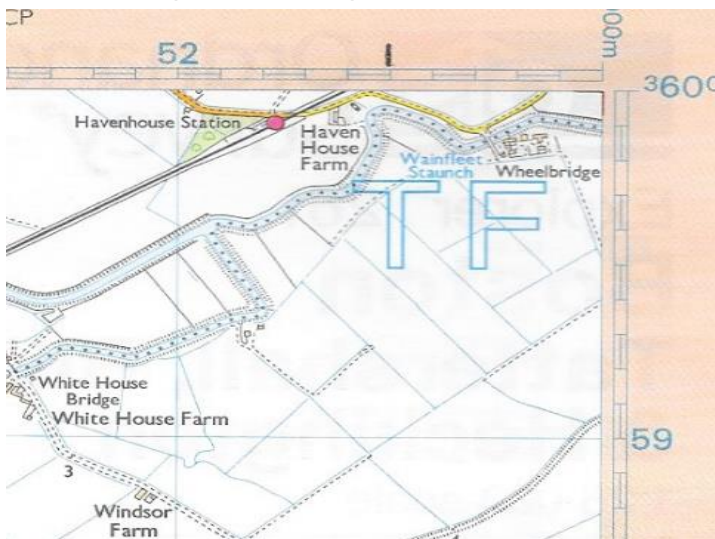 CP
52
00m
360
Havenhouse Station
Haven
House
Farm
Wainfleet
Staunch
Wheelbridge
TF
White House
Bridge
White House Farm
59
3
Windsor
Farm